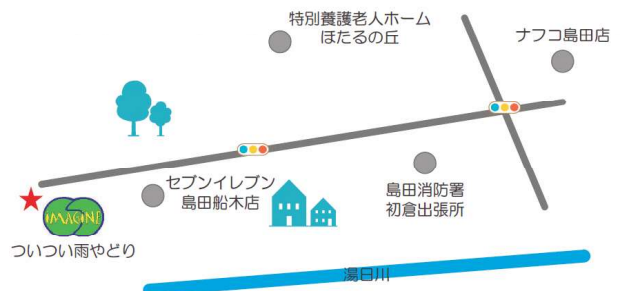 特別養護老人ホーム
ほたるの丘
ナフコ島田店
セブンイレブン
島田船木店
島田消防署
初倉出張所
IMAGINE
ついつい雨やどり
湯日川